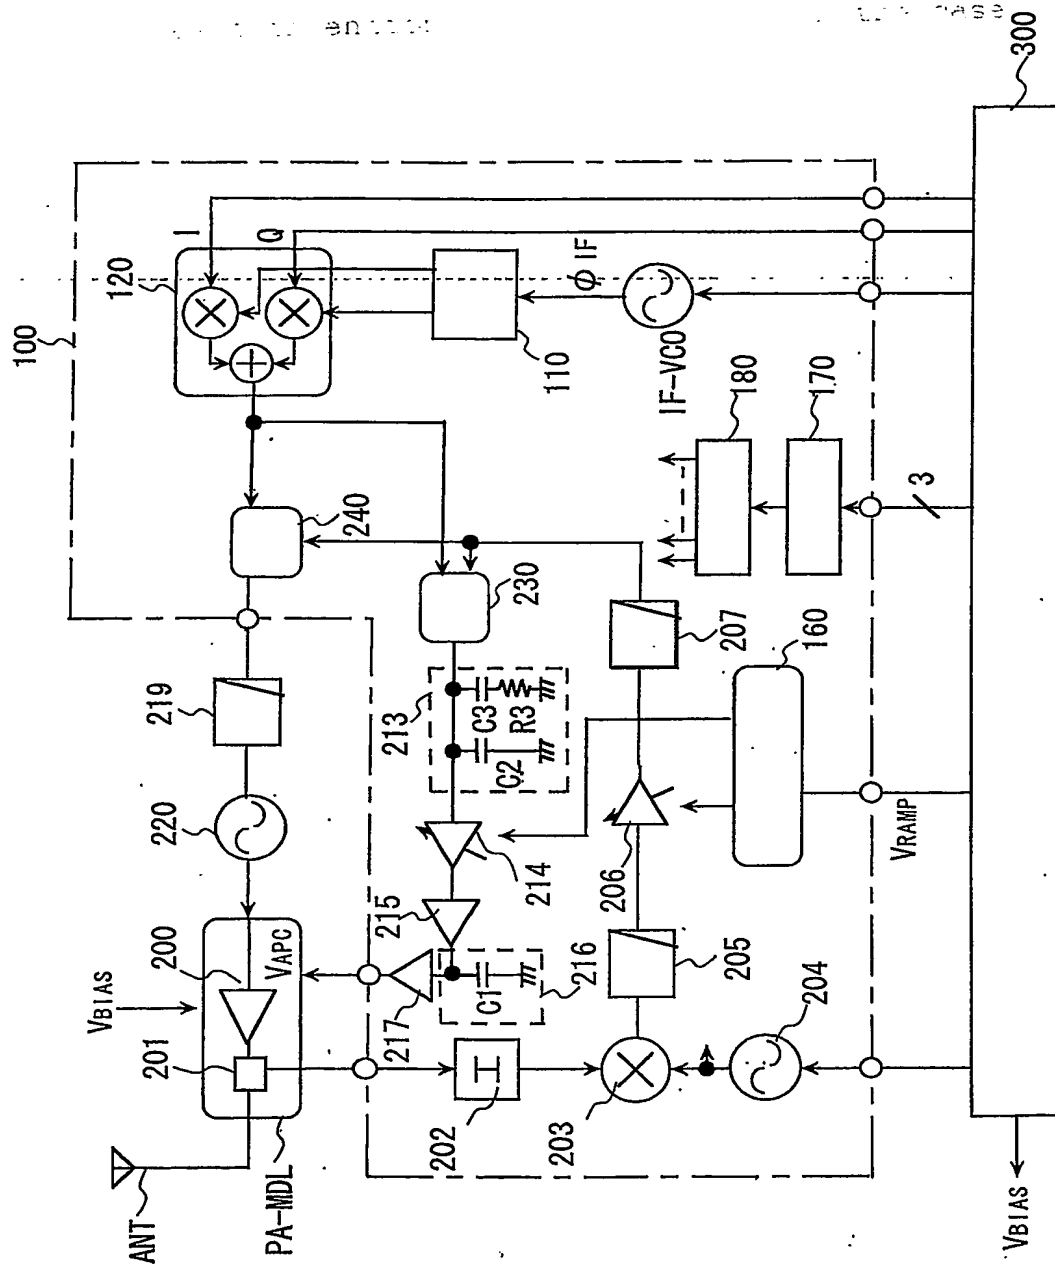 300
100
120
I
Q
φIF
110
IF-VCO
180
170
3
240
230
207
160
219
213
C3
R3
C2
220
214
206
VRAMP
215
200
VAPC
VBIAS
217
C1
216
205
204
201
202
203
ANT
PA-MDL
VBIAS